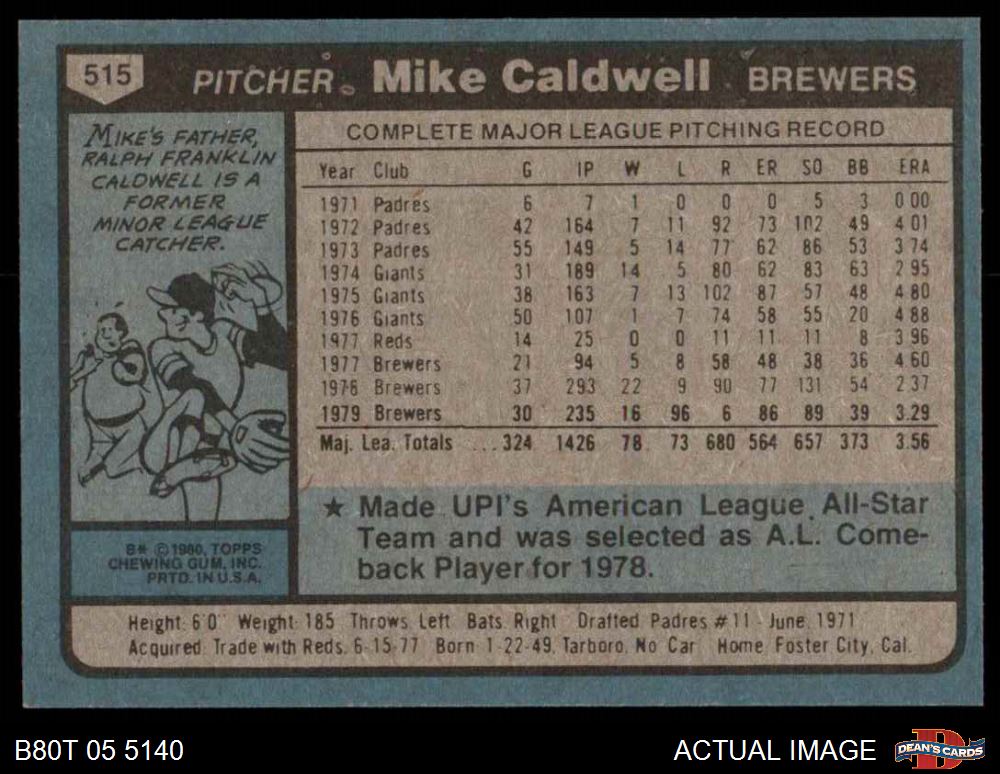 515 PITCHER Mike Caldwell BREWERS
MIKE'S FATHER,
RALPH FRANKLIN
CALDWELL IS A
FORMER
MINOR LEAGUE
CATCHER.
B* © 1980, TOPPS
CHEWING GUM, INC.
PRTD. IN U.S.A.
COMPLETE MAJOR LEAGUE PITCHING RECORD
Year Club G IP W L R ER SO BB ERA
1971 Padres 6 7 1 0 0 0 5 3 0 00
1972 Padres 42 164 7 11 92 73 102 49 4 01
1973 Padres 55 149 5 14 77 62 86 53 3 74
1974 Giants 31 189 14 5 80 62 83 63 2 95
1975 Giants 38 163 7 13 102 87 57 48 4 80
1976 Giants 50 107 1 7 74 58 55 20 4 88
1977 Reds 14 25 0 0 11 11 11 8 3 96
1977 Brewers 21 94 5 8 58 48 38 36 4 60
1978 Brewers 37 293 22 9 90 77 131 54 2 37
1979 Brewers 30 235 16 96 6 86 89 39 3.29
Maj. Lea. Totals ...324 1426 78 73 680 564 657 373 3.56
★ Made UPI's American League All-Star
Team and was selected as A.L. Come-
back Player for 1978.
Height 6'0" Weight 185 Throws Left Bats Right Drafted Padres #11 - June, 1971
Acquired Trade with Reds, 6-15-77 Born 1-22-49, Tarboro, No Car Home Foster City, Cal.
B80T 05 5140
ACTUAL IMAGE
D
DEAN'S CARDS